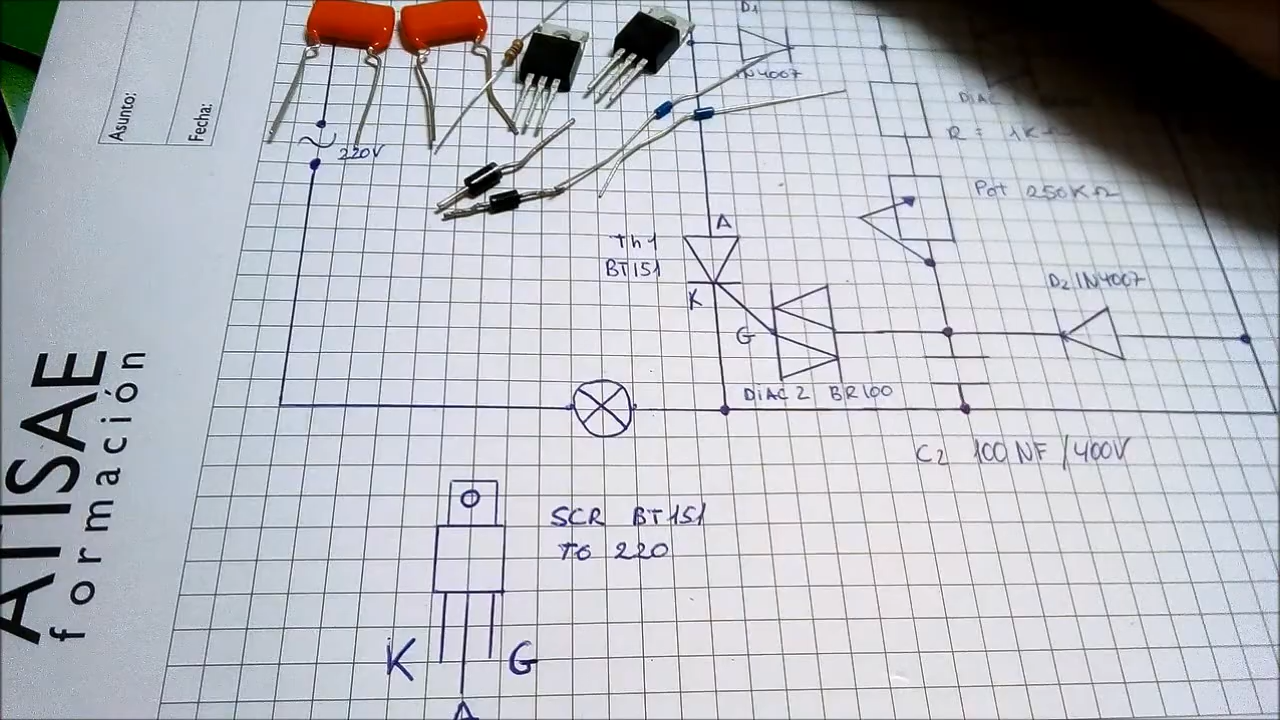 D1
1N4007
DIAC
R = 1K
Asunto:
Fecha:
220V
Pot 250KΩ
A
Th1
BT151
K
G
D2 1N4007
DIAC 2 BR100
C2 100NF/400V
SCR BT151
TO 220
K
G
A
ATISAE
formación